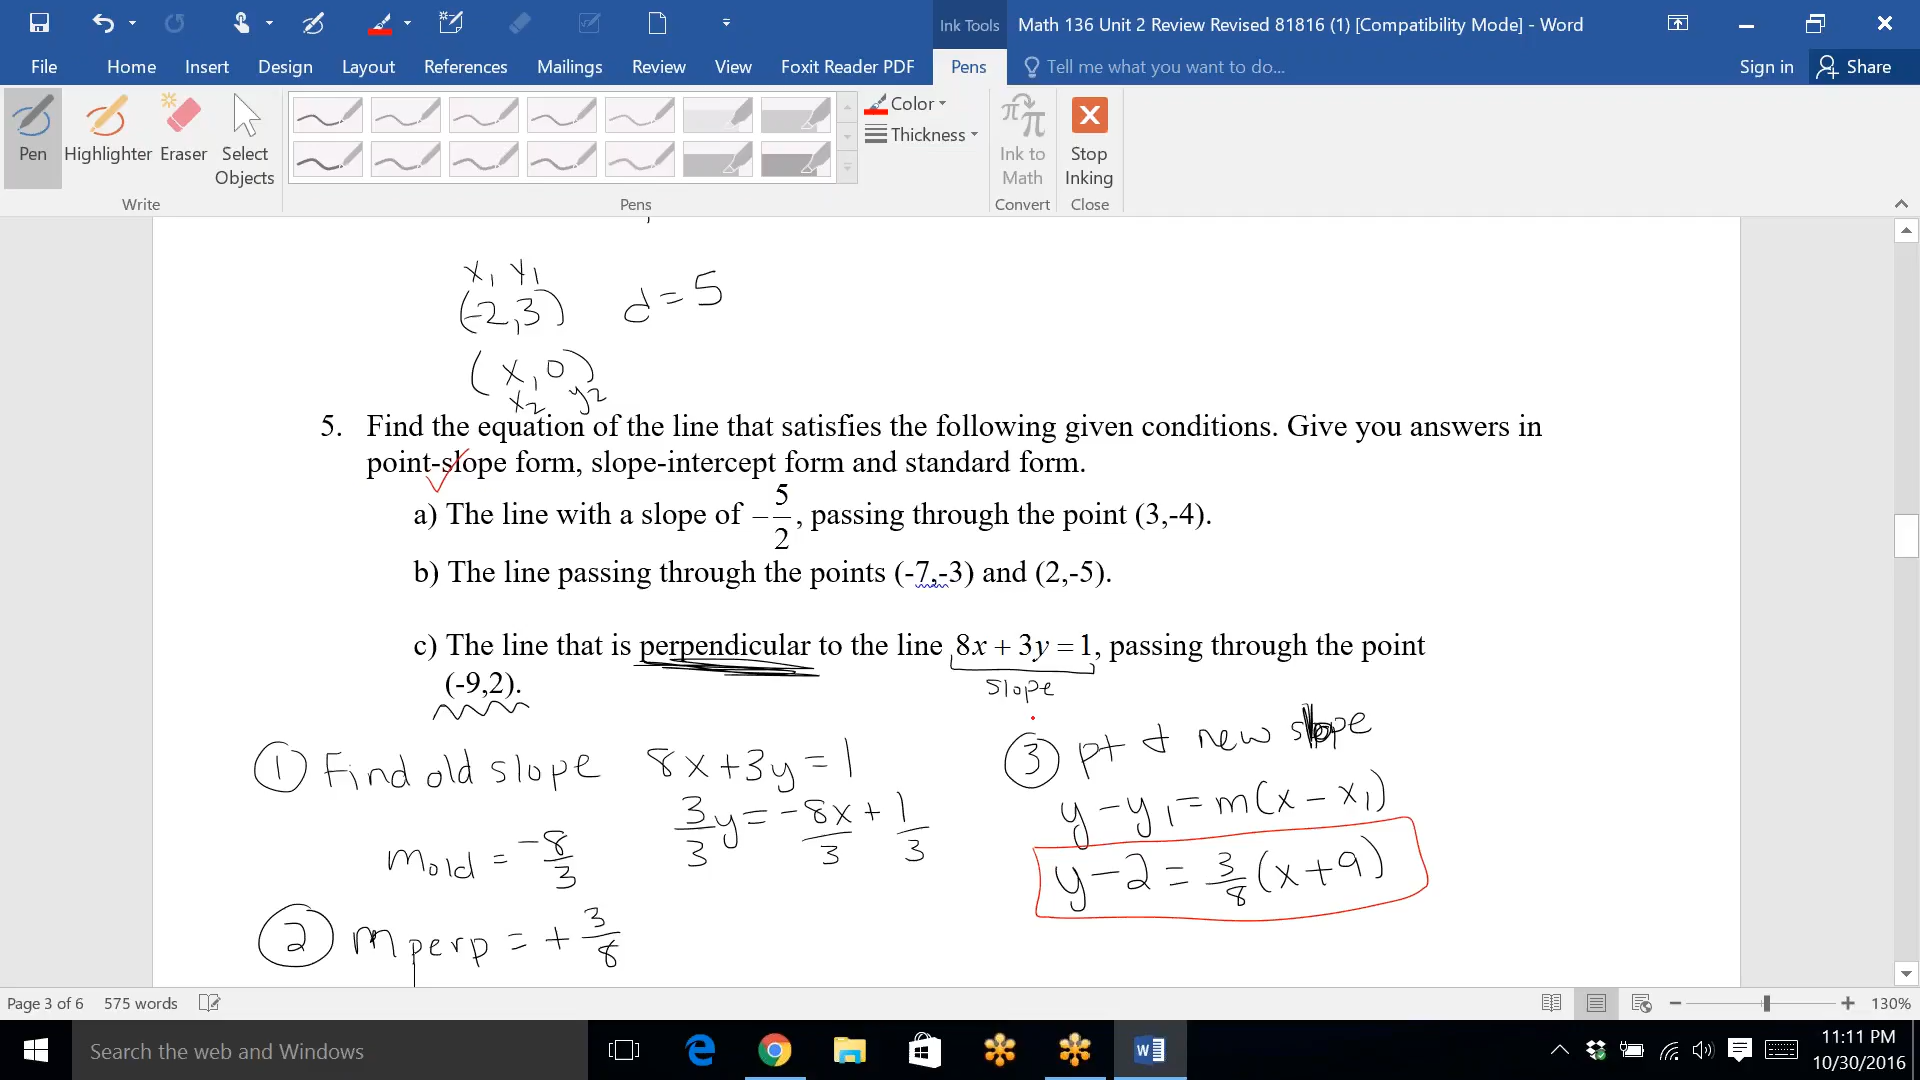 Ink Tools
Math 136 Unit 2 Review Revised 81816 (1) [Compatibility Mode] - Word
File Home Insert Design Layout References Mailings Review View Foxit Reader PDF Pens Tell me what you want to do... Sign in Share
Pen Highlighter Eraser Select Objects
Color
Thickness
Ink to Math
Stop Inking
Write Pens Convert Close
x1 y1
(-2,3) d = 5
(x, 0)
x2 y2
5. Find the equation of the line that satisfies the following given conditions. Give you answers in
point-slope form, slope-intercept form and standard form.
a) The line with a slope of -5/2, passing through the point (3,-4).
b) The line passing through the points (-7,-3) and (2,-5).
c) The line that is perpendicular to the line 8x + 3y = 1, passing through the point
(-9,2).
slope
① Find old slope 8x+3y=1
3y/3 = -8x/3 + 1/3
mold = -8/3
② mperp = + 3/8
③ pt & new slope
y-y1=m(x-x1)
y-2 = 3/8(x+9)
Page 3 of 6 575 words 130%
Search the web and Windows
11:11 PM
10/30/2016